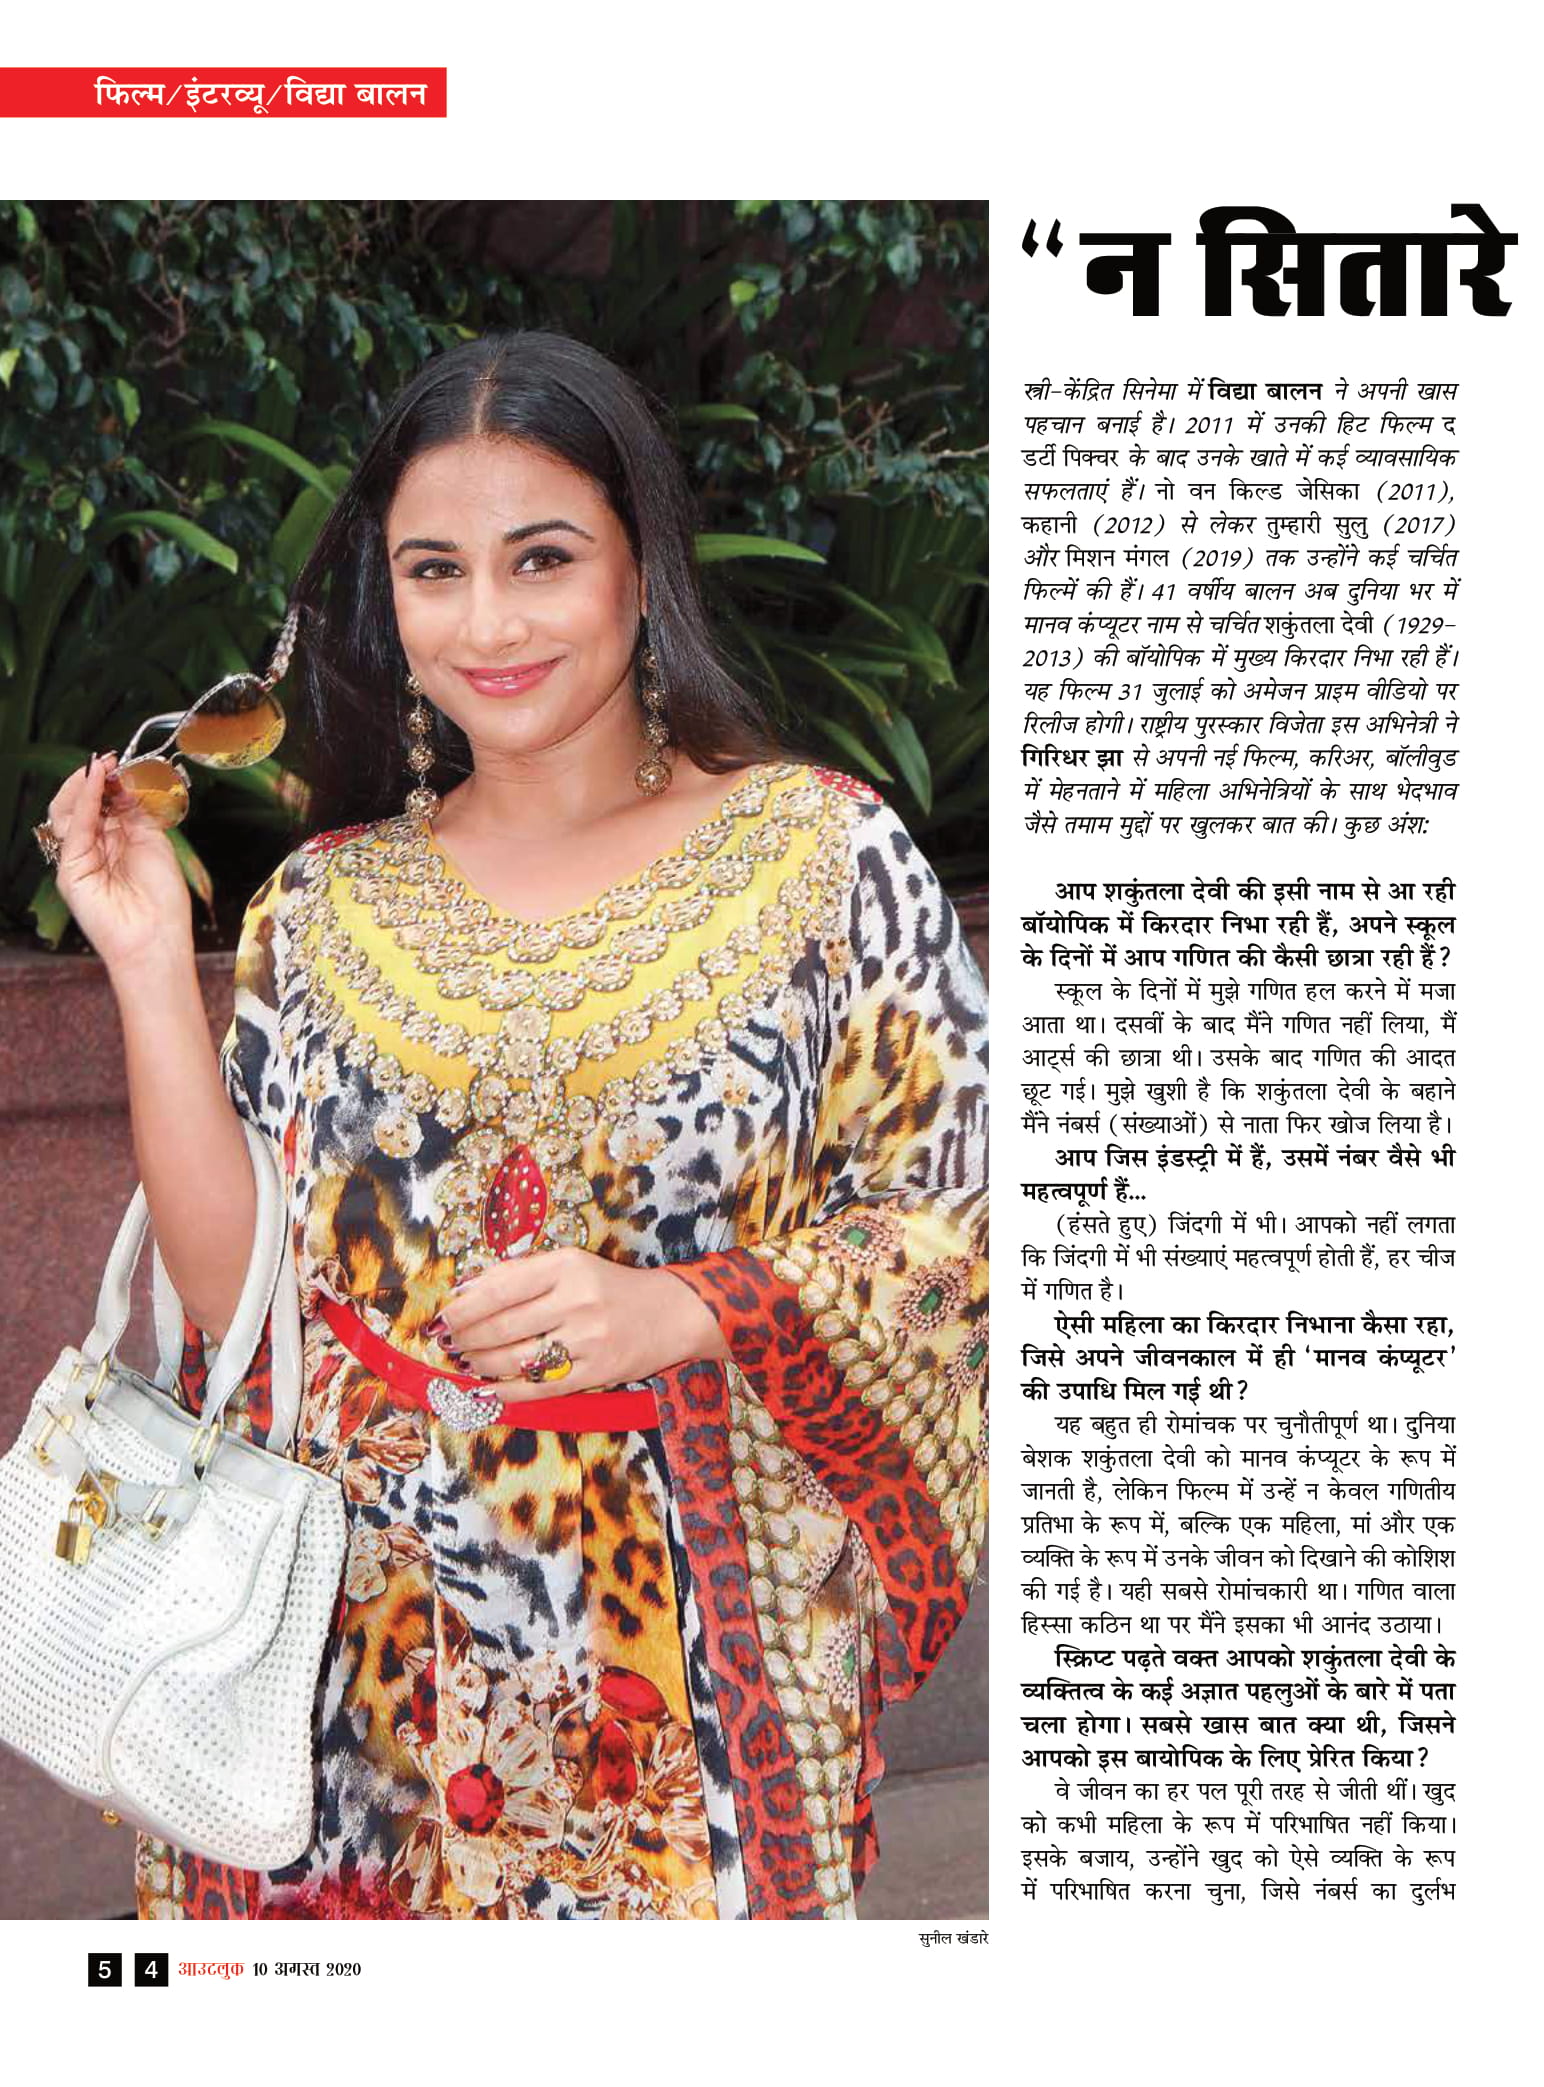 फिल्म/इंटरव्यू/विद्या बालन
“न सितारे
स्त्री-केंद्रित सिनेमा में विद्या बालन ने अपनी खास
पहचान बनाई है। 2011 में उनकी हिट फिल्म द
डर्टी पिक्चर के बाद उनके खाते में कई व्यावसायिक
सफलताएं हैं। नो वन किल्ड जेसिका (2011),
कहानी (2012) से लेकर तुम्हारी सुलु (2017)
और मिशन मंगल (2019) तक उन्होंने कई चर्चित
फिल्में की हैं। 41 वर्षीय बालन अब दुनिया भर में
मानव कंप्यूटर नाम से चर्चित शकुंतला देवी (1929-
2013) की बॉयोपिक में मुख्य किरदार निभा रही हैं।
यह फिल्म 31 जुलाई को अमेजन प्राइम वीडियो पर
रिलीज होगी। राष्ट्रीय पुरस्कार विजेता इस अभिनेत्री ने
गिरिधर झा से अपनी नई फिल्म, करिअर, बॉलीवुड
में मेहनताने में महिला अभिनेत्रियों के साथ भेदभाव
जैसे तमाम मुद्दों पर खुलकर बात की। कुछ अंश:
आप शकुंतला देवी की इसी नाम से आ रही
बॉयोपिक में किरदार निभा रही हैं, अपने स्कूल
के दिनों में आप गणित की कैसी छात्रा रही हैं?
स्कूल के दिनों में मुझे गणित हल करने में मजा
आता था। दसवीं के बाद मैंने गणित नहीं लिया, मैं
आर्ट्स की छात्रा थी। उसके बाद गणित की आदत
छूट गई। मुझे खुशी है कि शकुंतला देवी के बहाने
मैंने नंबर्स (संख्याओं) से नाता फिर खोज लिया है।
आप जिस इंडस्ट्री में हैं, उसमें नंबर वैसे भी
महत्वपूर्ण हैं...
(हंसते हुए) जिंदगी में भी। आपको नहीं लगता
कि जिंदगी में भी संख्याएं महत्वपूर्ण होती हैं, हर चीज
में गणित है।
ऐसी महिला का किरदार निभाना कैसा रहा,
जिसे अपने जीवनकाल में ही ‘मानव कंप्यूटर’
की उपाधि मिल गई थी?
यह बहुत ही रोमांचक पर चुनौतीपूर्ण था। दुनिया
बेशक शकुंतला देवी को मानव कंप्यूटर के रूप में
जानती है, लेकिन फिल्म में उन्हें न केवल गणितीय
प्रतिभा के रूप में, बल्कि एक महिला, मां और एक
व्यक्ति के रूप में उनके जीवन को दिखाने की कोशिश
की गई है। यही सबसे रोमांचकारी था। गणित वाला
हिस्सा कठिन था पर मैंने इसका भी आनंद उठाया।
स्क्रिप्ट पढ़ते वक्त आपको शकुंतला देवी के
व्यक्तित्व के कई अज्ञात पहलुओं के बारे में पता
चला होगा। सबसे खास बात क्या थी, जिसने
आपको इस बायोपिक के लिए प्रेरित किया?
वे जीवन का हर पल पूरी तरह से जीती थीं। खुद
को कभी महिला के रूप में परिभाषित नहीं किया।
इसके बजाय, उन्होंने खुद को ऐसे व्यक्ति के रूप
में परिभाषित करना चुना, जिसे नंबर्स का दुर्लभ
सुनील खंडारे
5 4 आउटलुक 10 अगस्त 2020